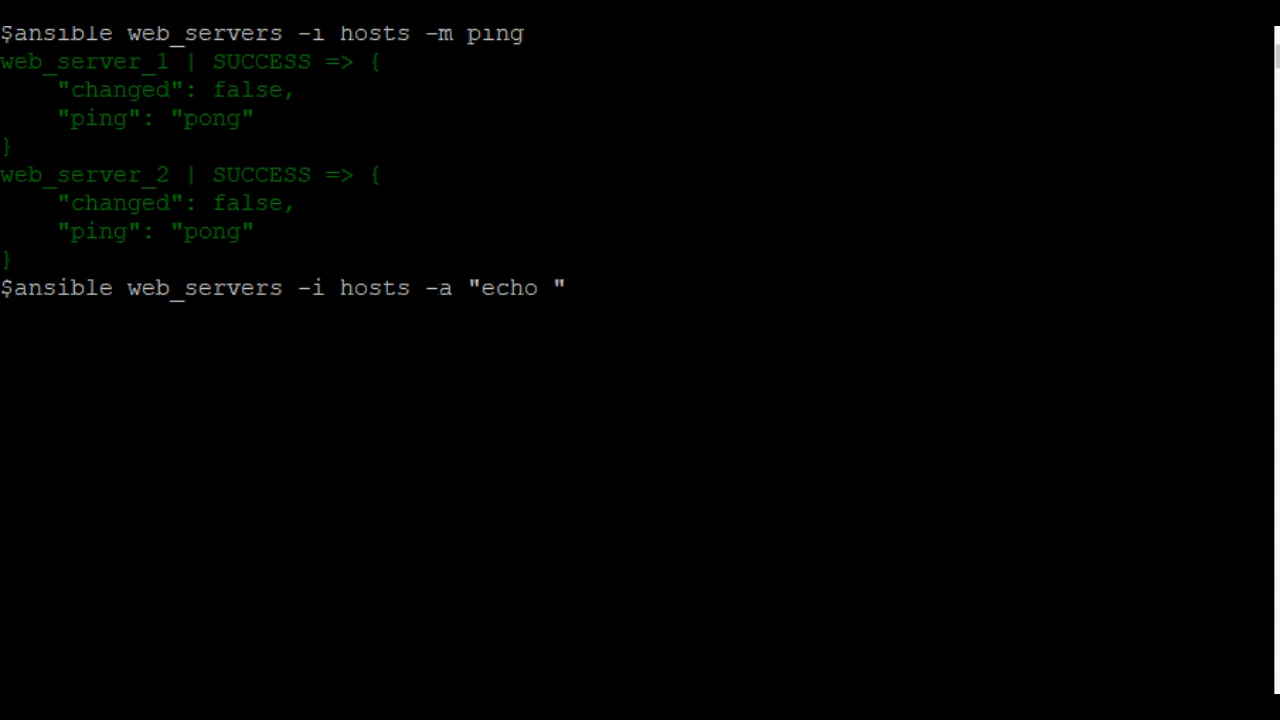 $ansible web_servers -i hosts -m ping
web_server_1 | SUCCESS => {
    "changed": false,
    "ping": "pong"
}
web_server_2 | SUCCESS => {
    "changed": false,
    "ping": "pong"
}
$ansible web_servers -i hosts -a "echo "